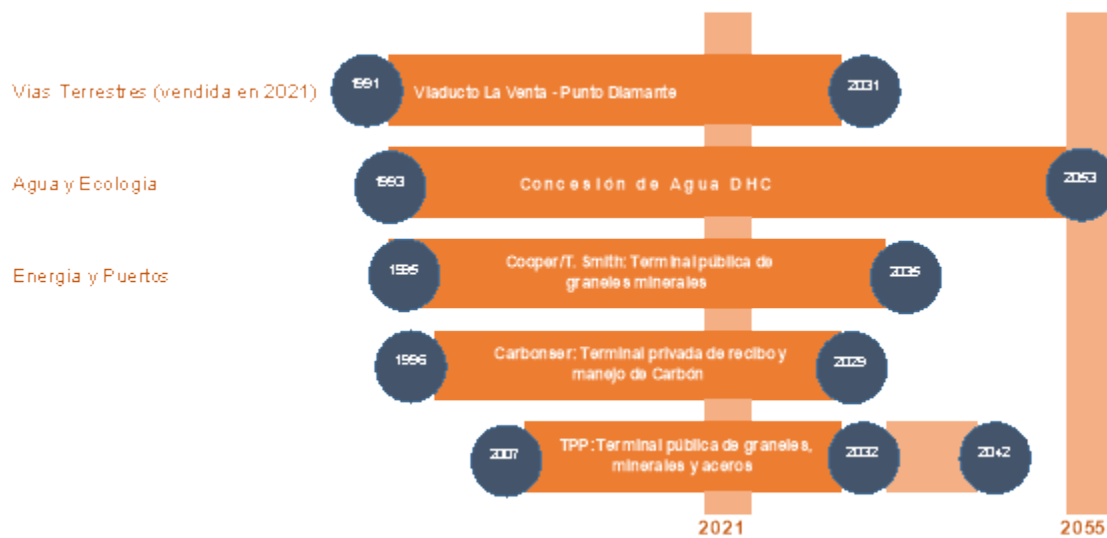 Vias Terrestres (vendida en 2021)
1991
Viaducto La Venta - Punto Diamante
2031
Agua y Ecologia
1993
Concesión de Agua DHC
2053
Energia y Puertos
1995
Cooper/T. Smith: Terminal pública de
graneles minerales
2035
1996
Carbonser: Terminal privada de recibo y
manejo de Carbón
2029
2007
TPP: Terminal pública de graneles,
minerales y aceros
2032
2042
2021
2055